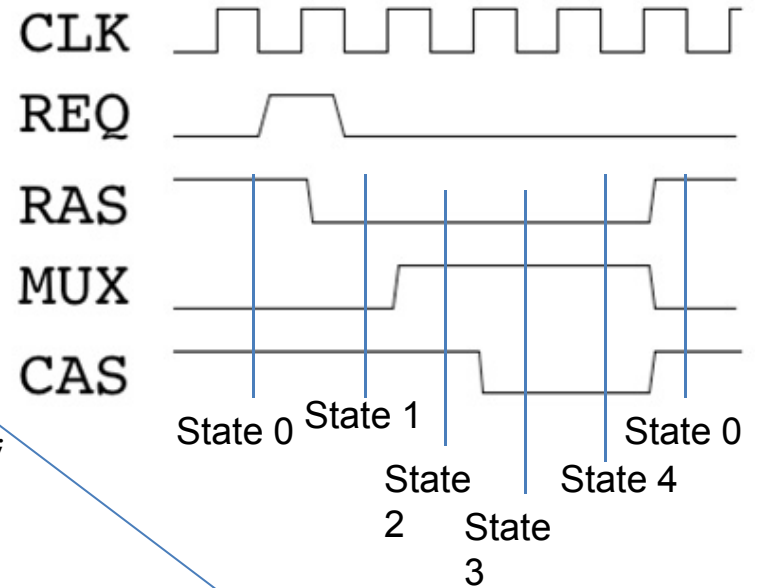 CLK
REQ
RAS
MUX
CAS
State 0
State 1
State 2
State 3
State 4
State 0